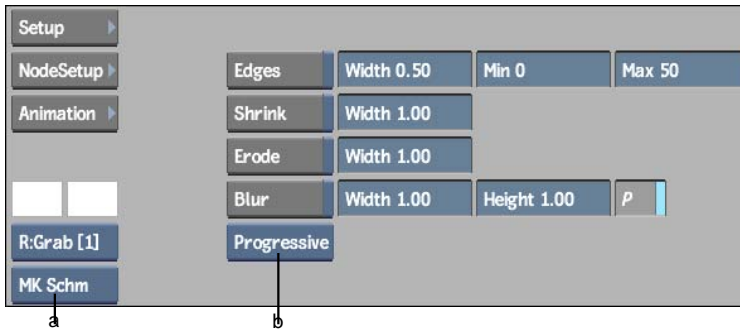 Setup
NodeSetup Edges Width 0.50 Min 0 Max 50
Animation Shrink Width 1.00
Erode Width 1.00
Blur Width 1.00 Height 1.00 P
R:Grab [1] Progressive
MK Schm
a b